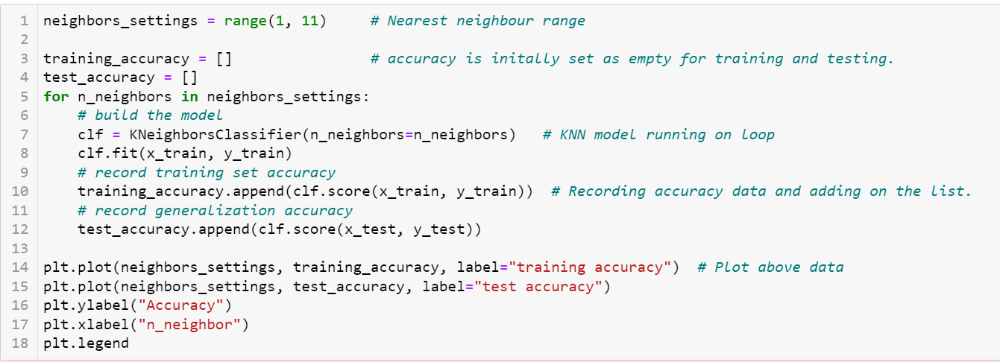 1 neighbors_settings = range(1, 11)     # Nearest neighbour range
2
3 training_accuracy = []                # accuracy is initally set as empty for training and testing.
4 test_accuracy = []
5 for n_neighbors in neighbors_settings:
6     # build the model
7     clf = KNeighborsClassifier(n_neighbors=n_neighbors)   # KNN model running on loop
8     clf.fit(x_train, y_train)
9     # record training set accuracy
10     training_accuracy.append(clf.score(x_train, y_train))  # Recording accuracy data and adding on the list.
11     # record generalization accuracy
12     test_accuracy.append(clf.score(x_test, y_test))
13
14 plt.plot(neighbors_settings, training_accuracy, label="training accuracy")  # Plot above data
15 plt.plot(neighbors_settings, test_accuracy, label="test accuracy")
16 plt.ylabel("Accuracy")
17 plt.xlabel("n_neighbor")
18 plt.legend